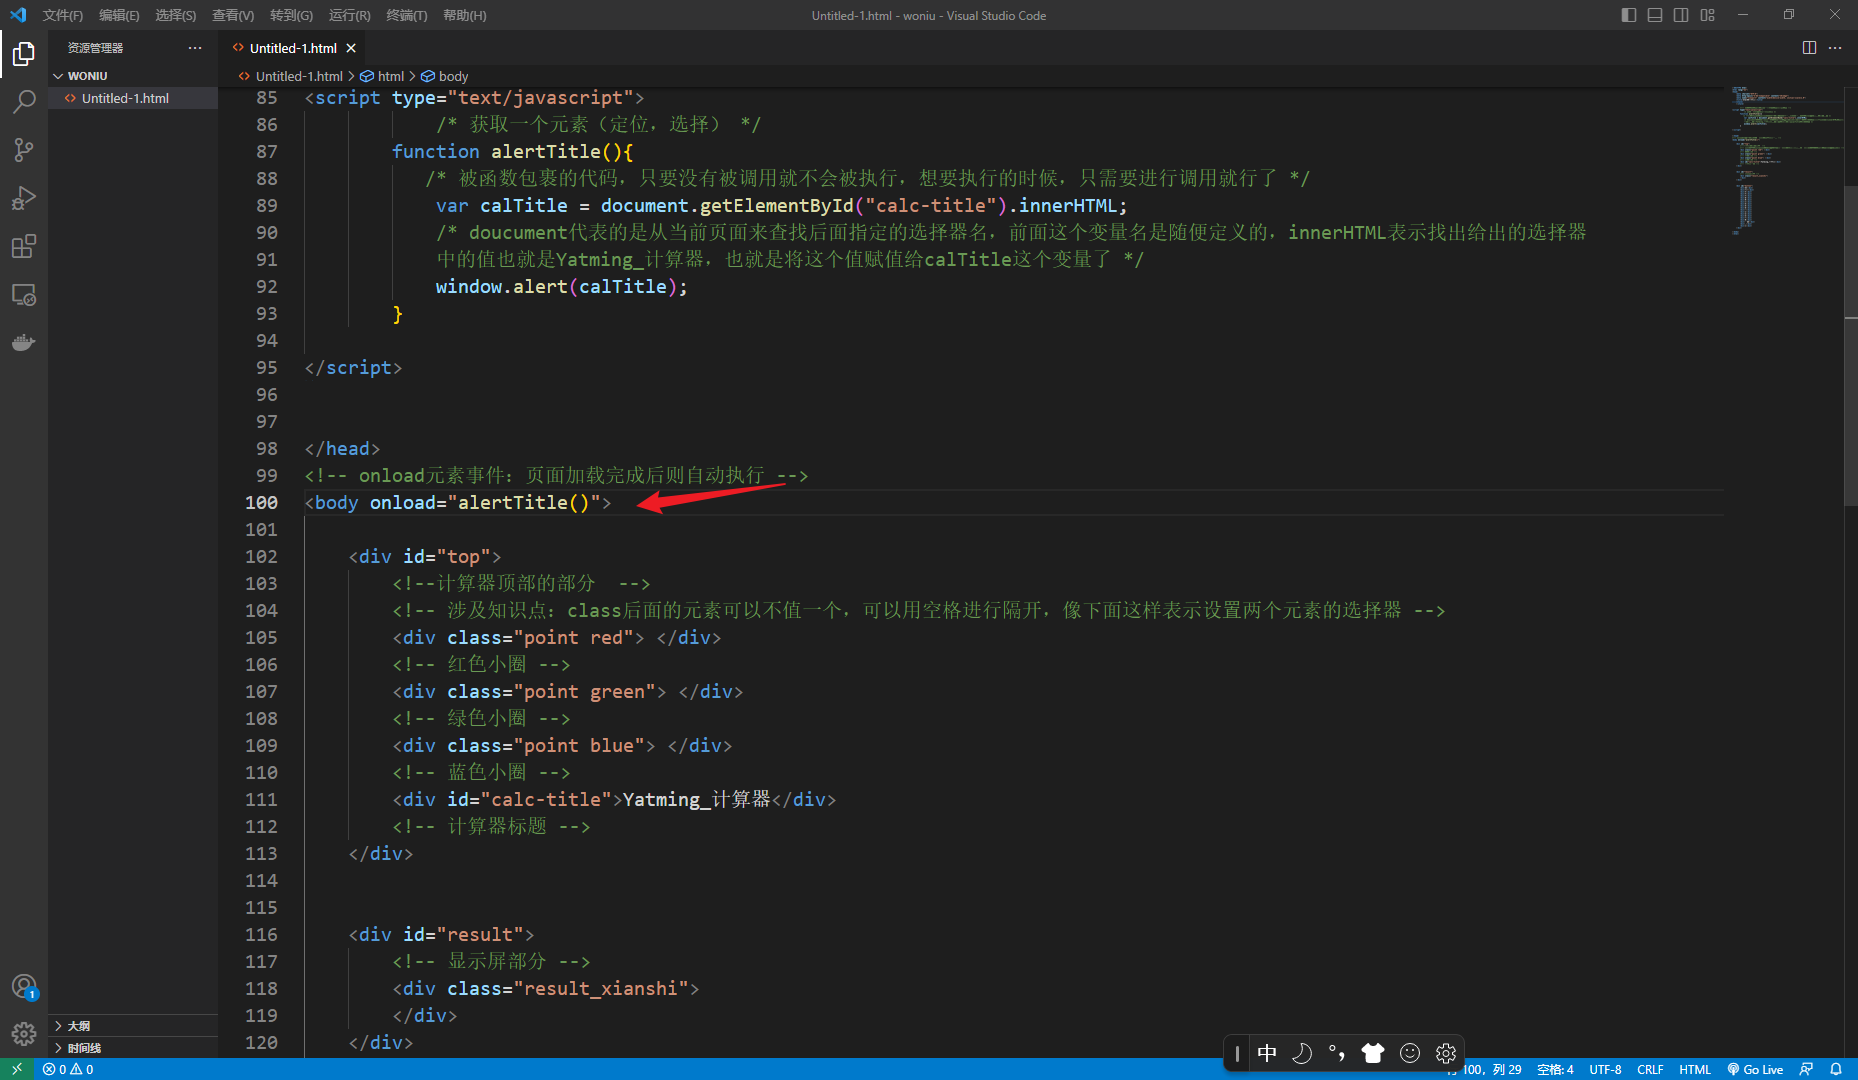 文件(F) 编辑(E) 选择(S) 查看(V) 转到(G) 运行(R) 终端(T) 帮助(H)
Untitled-1.html - woniu - Visual Studio Code
资源管理器
WONIU
Untitled-1.html
大纲
时间线
1
Untitled-1.html
Untitled-1.html > html > body
85 <script type="text/javascript">
86 /* 获取一个元素（定位，选择） */
87 function alertTitle(){
88 /* 被函数包裹的代码，只要没有被调用就不会被执行，想要执行的时候，只需要进行调用就行了 */
89 var calTitle = document.getElementById("calc-title").innerHTML;
90 /* doucument代表的是从当前页面来查找后面指定的选择器名，前面这个变量名是随便定义的，innerHTML表示找出给出的选择器
91 中的值也就是Yatming_计算器，也就是将这个值赋值给calTitle这个变量了 */
92 window.alert(calTitle);
93 }
94
95 </script>
96
97
98 </head>
99 <!-- onload元素事件：页面加载完成后则自动执行 -->
100 <body onload="alertTitle()">
101
102 <div id="top">
103 <!--计算器顶部的部分  -->
104 <!-- 涉及知识点：class后面的元素可以不值一个，可以用空格进行隔开，像下面这样表示设置两个元素的选择器 -->
105 <div class="point red"> </div>
106 <!-- 红色小圈 -->
107 <div class="point green"> </div>
108 <!-- 绿色小圈 -->
109 <div class="point blue"> </div>
110 <!-- 蓝色小圈 -->
111 <div id="calc-title">Yatming_计算器</div>
112 <!-- 计算器标题 -->
113 </div>
114
115
116 <div id="result">
117 <!-- 显示屏部分 -->
118 <div class="result_xianshi">
119 </div>
120 </div>
中
0 0
行 100，列 29 空格: 4 UTF-8 CRLF HTML Go Live